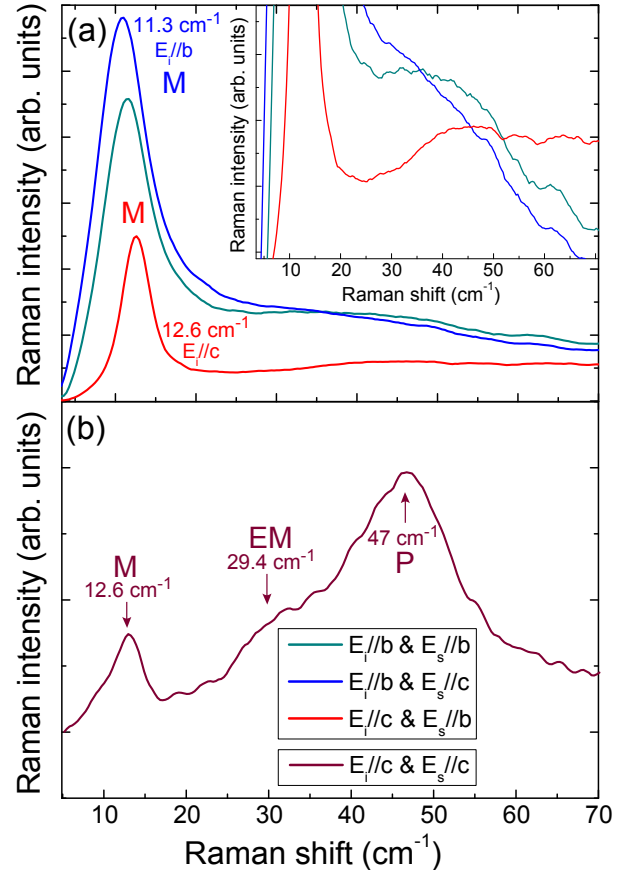 (a)
11.3 cm⁻¹
Eᵢ//b
M
M
12.6 cm⁻¹
Eᵢ//c
Raman intensity (arb. units)
Raman intensity (arb. units)
10 20 30 40 50 60
Raman shift (cm⁻¹)
(b)
M
12.6 cm⁻¹
EM
29.4 cm⁻¹
47 cm⁻¹
P
Eᵢ//b & Eₛ//b
Eᵢ//b & Eₛ//c
Eᵢ//c & Eₛ//b
Eᵢ//c & Eₛ//c
Raman intensity (arb. units)
10 20 30 40 50 60 70
Raman shift (cm⁻¹)